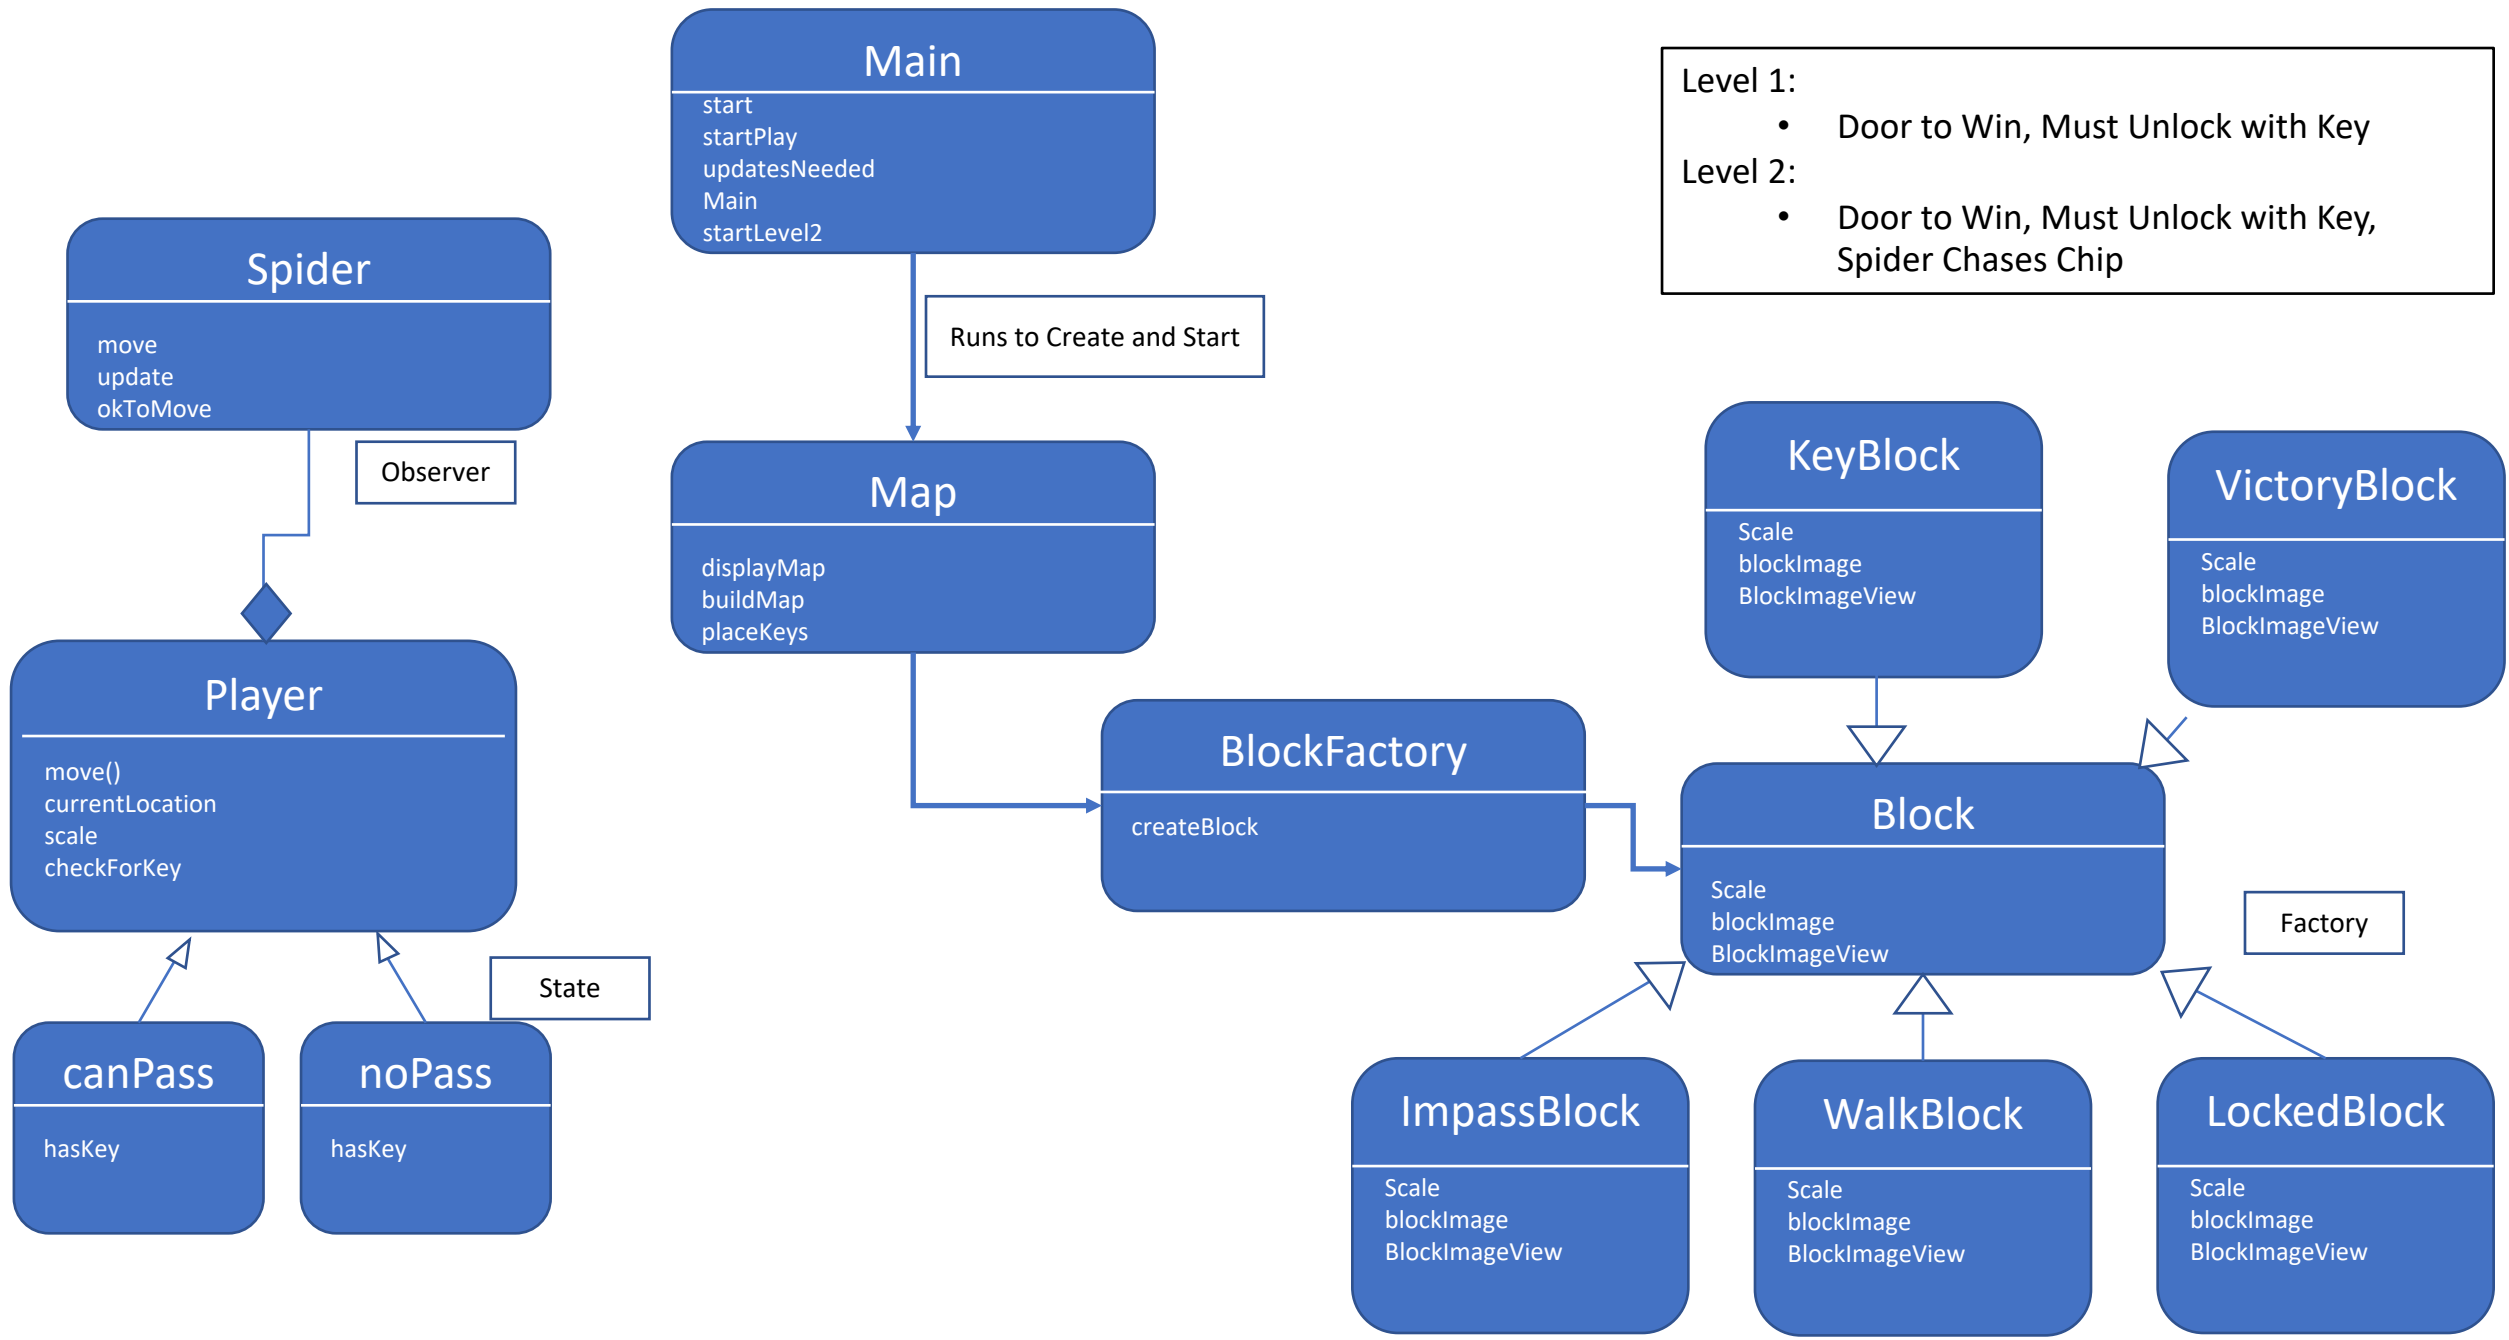 Main
start
startPlay
updatesNeeded
Main
startLevel2
Level 1:
• Door to Win, Must Unlock with Key
Level 2:
• Door to Win, Must Unlock with Key,
Spider Chases Chip
Spider
move
update
okToMove
Runs to Create and Start
Observer
Map
displayMap
buildMap
placeKeys
KeyBlock
Scale
blockImage
BlockImageView
VictoryBlock
Scale
blockImage
BlockImageView
Player
move()
currentLocation
scale
checkForKey
BlockFactory
createBlock
Block
Scale
blockImage
BlockImageView
Factory
State
canPass
hasKey
noPass
hasKey
ImpassBlock
Scale
blockImage
BlockImageView
WalkBlock
Scale
blockImage
BlockImageView
LockedBlock
Scale
blockImage
BlockImageView